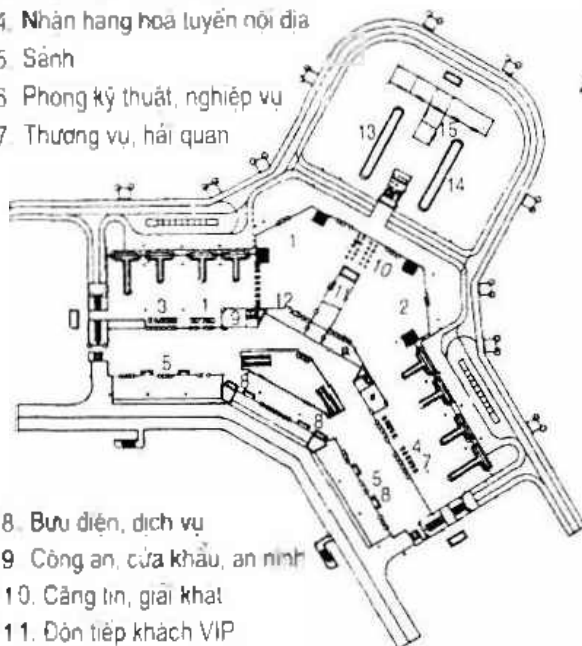 4. Nhận hàng hoá tuyến nội địa
5. Sảnh
6 Phòng kỹ thuật, nghiệp vụ
7. Thương vụ, hải quan
13
15
14
1
10
11
2
3
1
9
12
5
8
8
4
7
5
8
8. Bưu điện, dịch vụ
9 Công an, cửa khẩu, an ninh
10. Căng tin, giải khát
11. Đón tiếp khách VIP